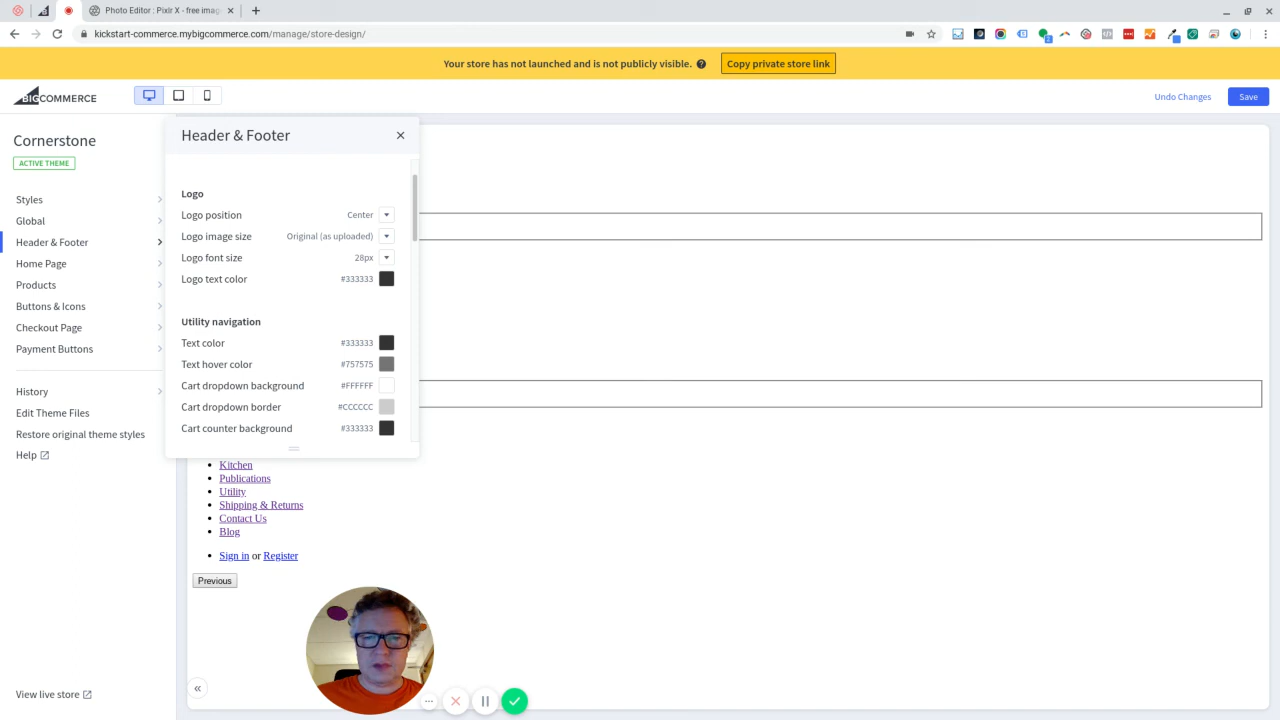 Photo Editor : Pixlr X - free imag
kickstart-commerce.mybigcommerce.com/manage/store-design/
2
Your store has not launched and is not publicly visible.
Copy private store link
BIGCOMMERCE
Undo Changes
Save
Cornerstone
ACTIVE THEME
Styles
Global
Header & Footer
Home Page
Products
Buttons & Icons
Checkout Page
Payment Buttons
History
Edit Theme Files
Restore original theme styles
Help
View live store
Header & Footer
Logo
Logo position Center
Logo image size Original (as uploaded)
Logo font size 28px
Logo text color #333333
Utility navigation
Text color #333333
Text hover color #757575
Cart dropdown background #FFFFFF
Cart dropdown border #CCCCCC
Cart counter background #333333
Kitchen
Publications
Utility
Shipping & Returns
Contact Us
Blog
Sign in or Register
Previous